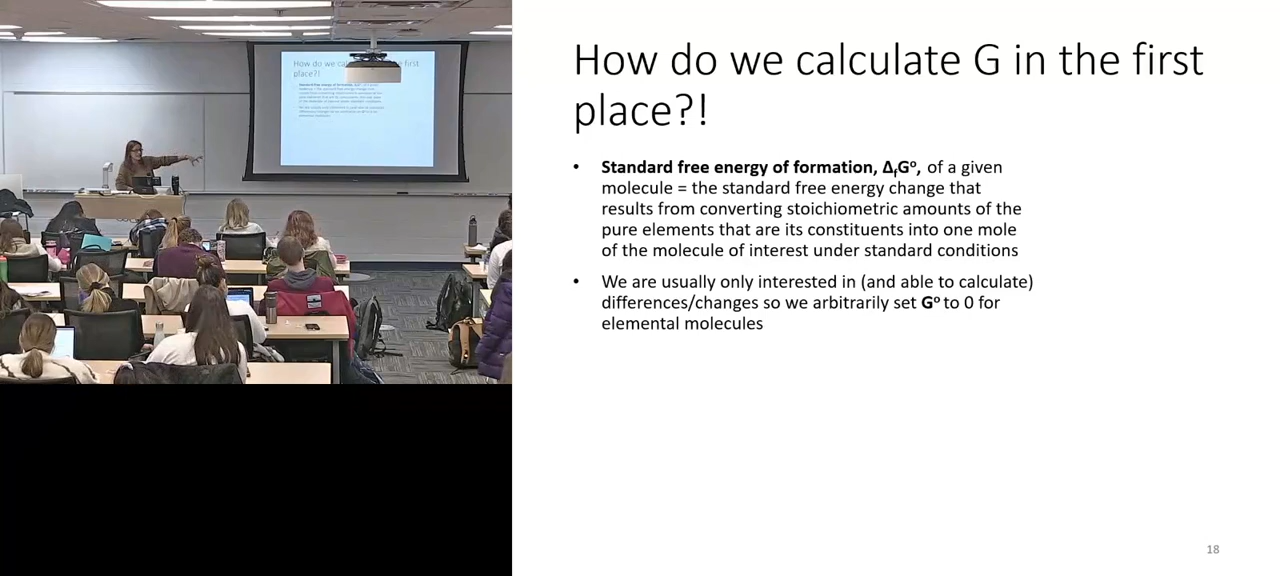 How do we calculate G in the first
place?!
• Standard free energy of formation, ΔfGº, of a given
molecule = the standard free energy change that
results from converting stoichiometric amounts of the
pure elements that are its constituents into one mole
of the molecule of interest under standard conditions
• We are usually only interested in (and able to calculate)
differences/changes so we arbitrarily set Gº to 0 for
elemental molecules
18